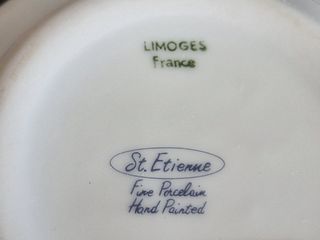 LIMOGES
France
St. Etienne
Fine Porcelain
Hand Painted